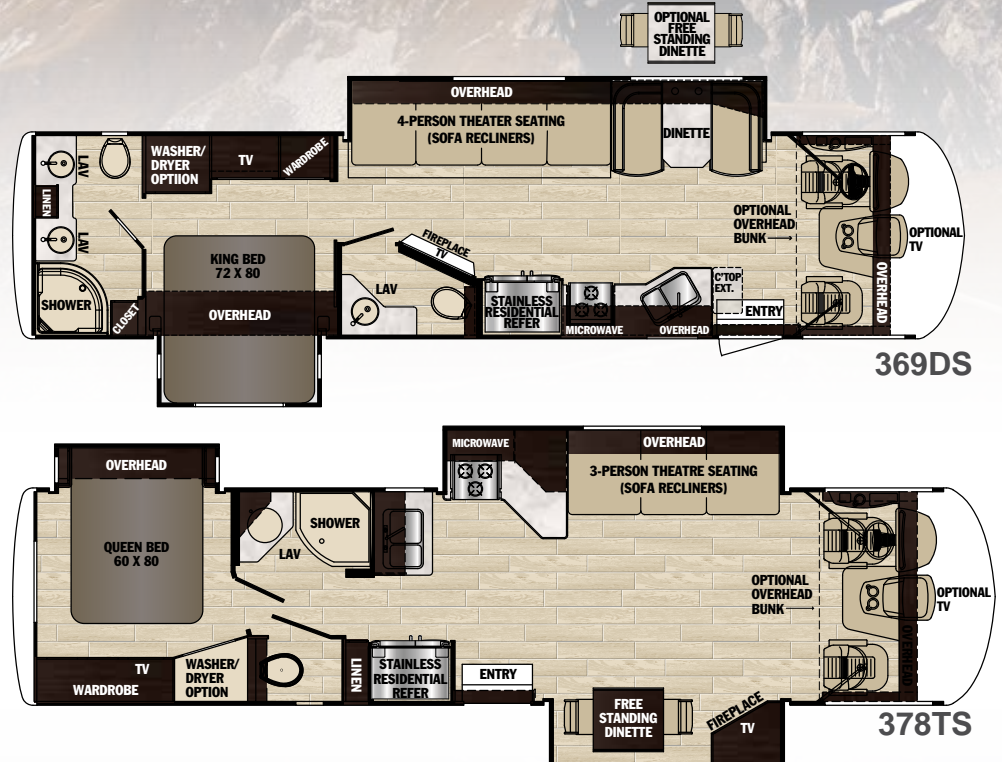 OPTIONAL
FREE
STANDING
DINETTE
OVERHEAD
4-PERSON THEATER SEATING
(SOFA RECLINERS)
DINETTE
LAV
LINEN
LAV
WASHER/
DRYER
OPTIION
TV
WARDROBE
SHOWER
CLOSET
KING BED
72 X 80
OVERHEAD
LAV
FIREPLACE
TV
STAINLESS
RESIDENTIAL
REFER
MICROWAVE
OVERHEAD
C'TOP
EXT.
ENTRY
OPTIONAL
OVERHEAD
BUNK
OPTIONAL
TV
OVERHEAD
369DS
OVERHEAD
QUEEN BED
60 X 80
LAV
SHOWER
MICROWAVE
OVERHEAD
3-PERSON THEATRE SEATING
(SOFA RECLINERS)
OPTIONAL
OVERHEAD
BUNK
OPTIONAL
TV
OVERHEAD
TV
WARDROBE
WASHER/
DRYER
OPTION
LINEN
STAINLESS
RESIDENTIAL
REFER
ENTRY
FREE
STANDING
DINETTE
FIREPLACE
TV
378TS